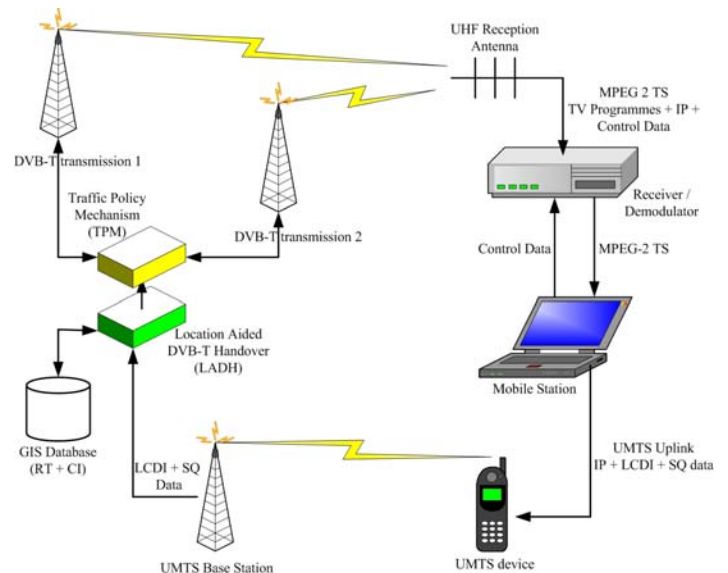 UHF Reception
Antenna
MPEG 2 TS
TV Programmes + IP +
Control Data
DVB-T transmission 1
Traffic Policy
Mechanism
(TPM)
DVB-T transmission 2
Receiver /
Demodulator
Control Data
MPEG-2 TS
Location Aided
DVB-T Handover
(LADH)
Mobile Station
GIS Database
(RT + CI)
LCDI + SQ
Data
UMTS Uplink
IP + LCDI + SQ data
UMTS Base Station
UMTS device